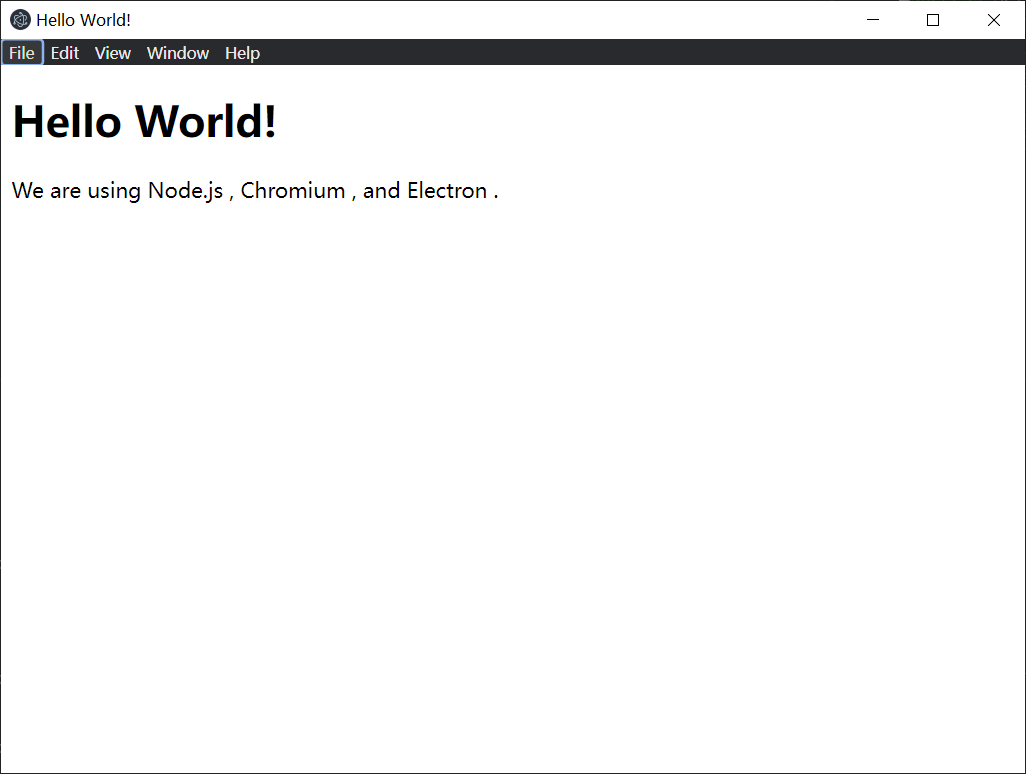 Hello World!
File Edit View Window Help
Hello World!
We are using Node.js , Chromium , and Electron .